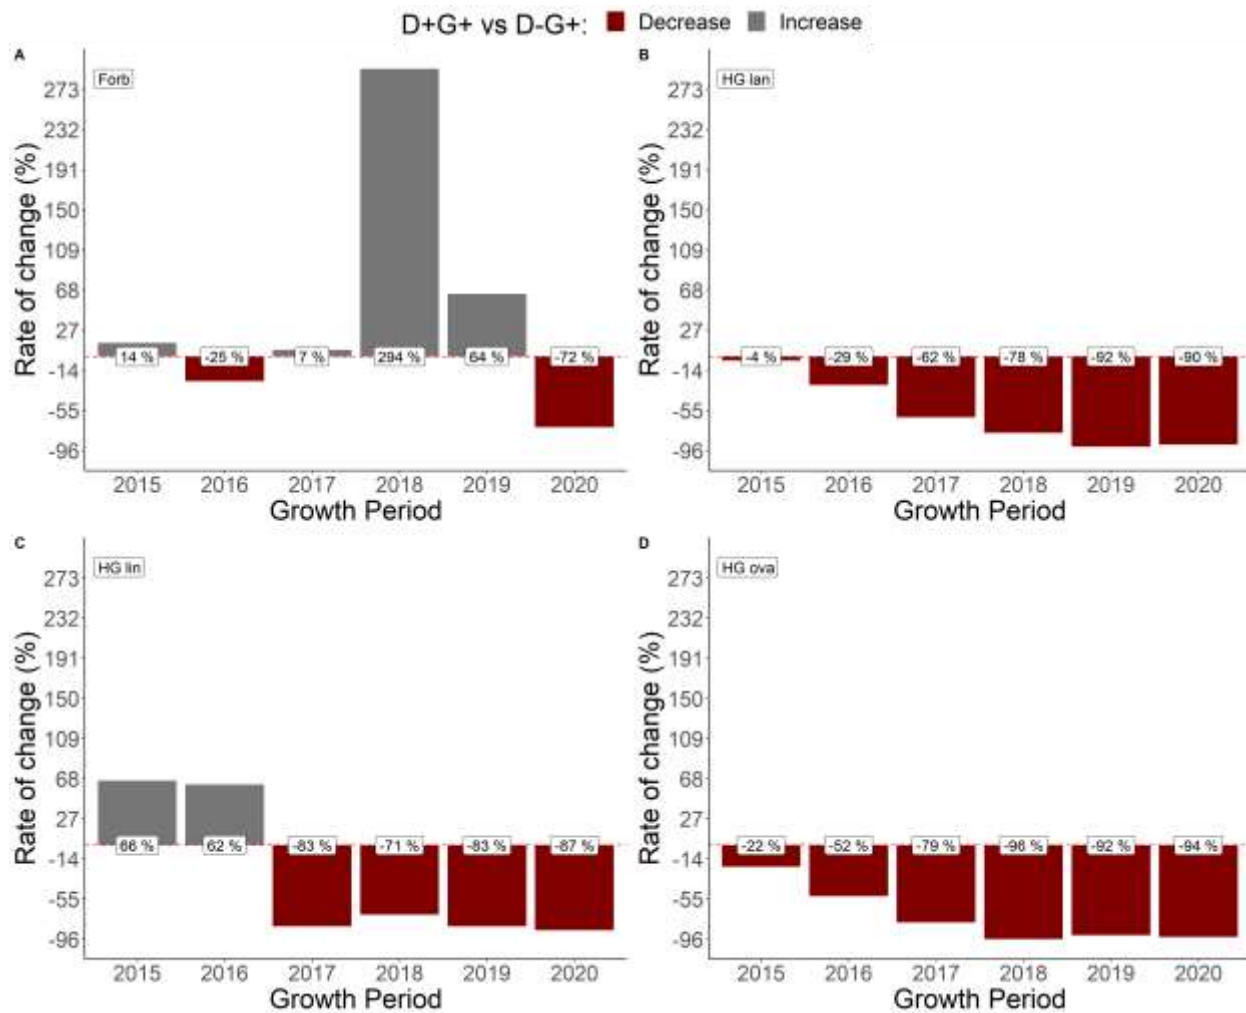 D+G+ vs D-G+: Decrease Increase
A
Forb
Rate of change (%)
273
232
191
150
109
68
27
-14
-55
-96
14 % -25 % 7 % 294 % 64 % -72 %
2015 2016 2017 2018 2019 2020
Growth Period
B
HG lan
Rate of change (%)
273
232
191
150
109
68
27
-14
-55
-96
-4 % -29 % -62 % -78 % -92 % -90 %
2015 2016 2017 2018 2019 2020
Growth Period
C
HG lin
Rate of change (%)
273
232
191
150
109
68
27
-14
-55
-96
66 % 62 % -83 % -71 % -83 % -87 %
2015 2016 2017 2018 2019 2020
Growth Period
D
HG ova
Rate of change (%)
273
232
191
150
109
68
27
-14
-55
-96
-22 % -52 % -79 % -96 % -92 % -94 %
2015 2016 2017 2018 2019 2020
Growth Period